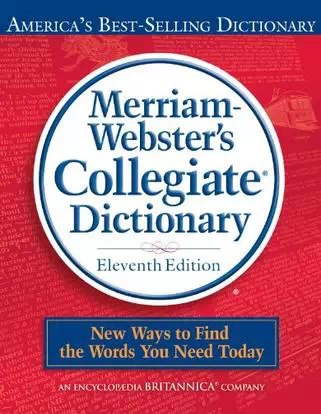 AMERICA'S BEST-SELLING DICTIONARY
Merriam-
Webster's
Collegiate®
Dictionary
Eleventh Edition
®
New Ways to Find
the Words You Need Today
AN ENCYCLOPÆDIA BRITANNICA® COMPANY